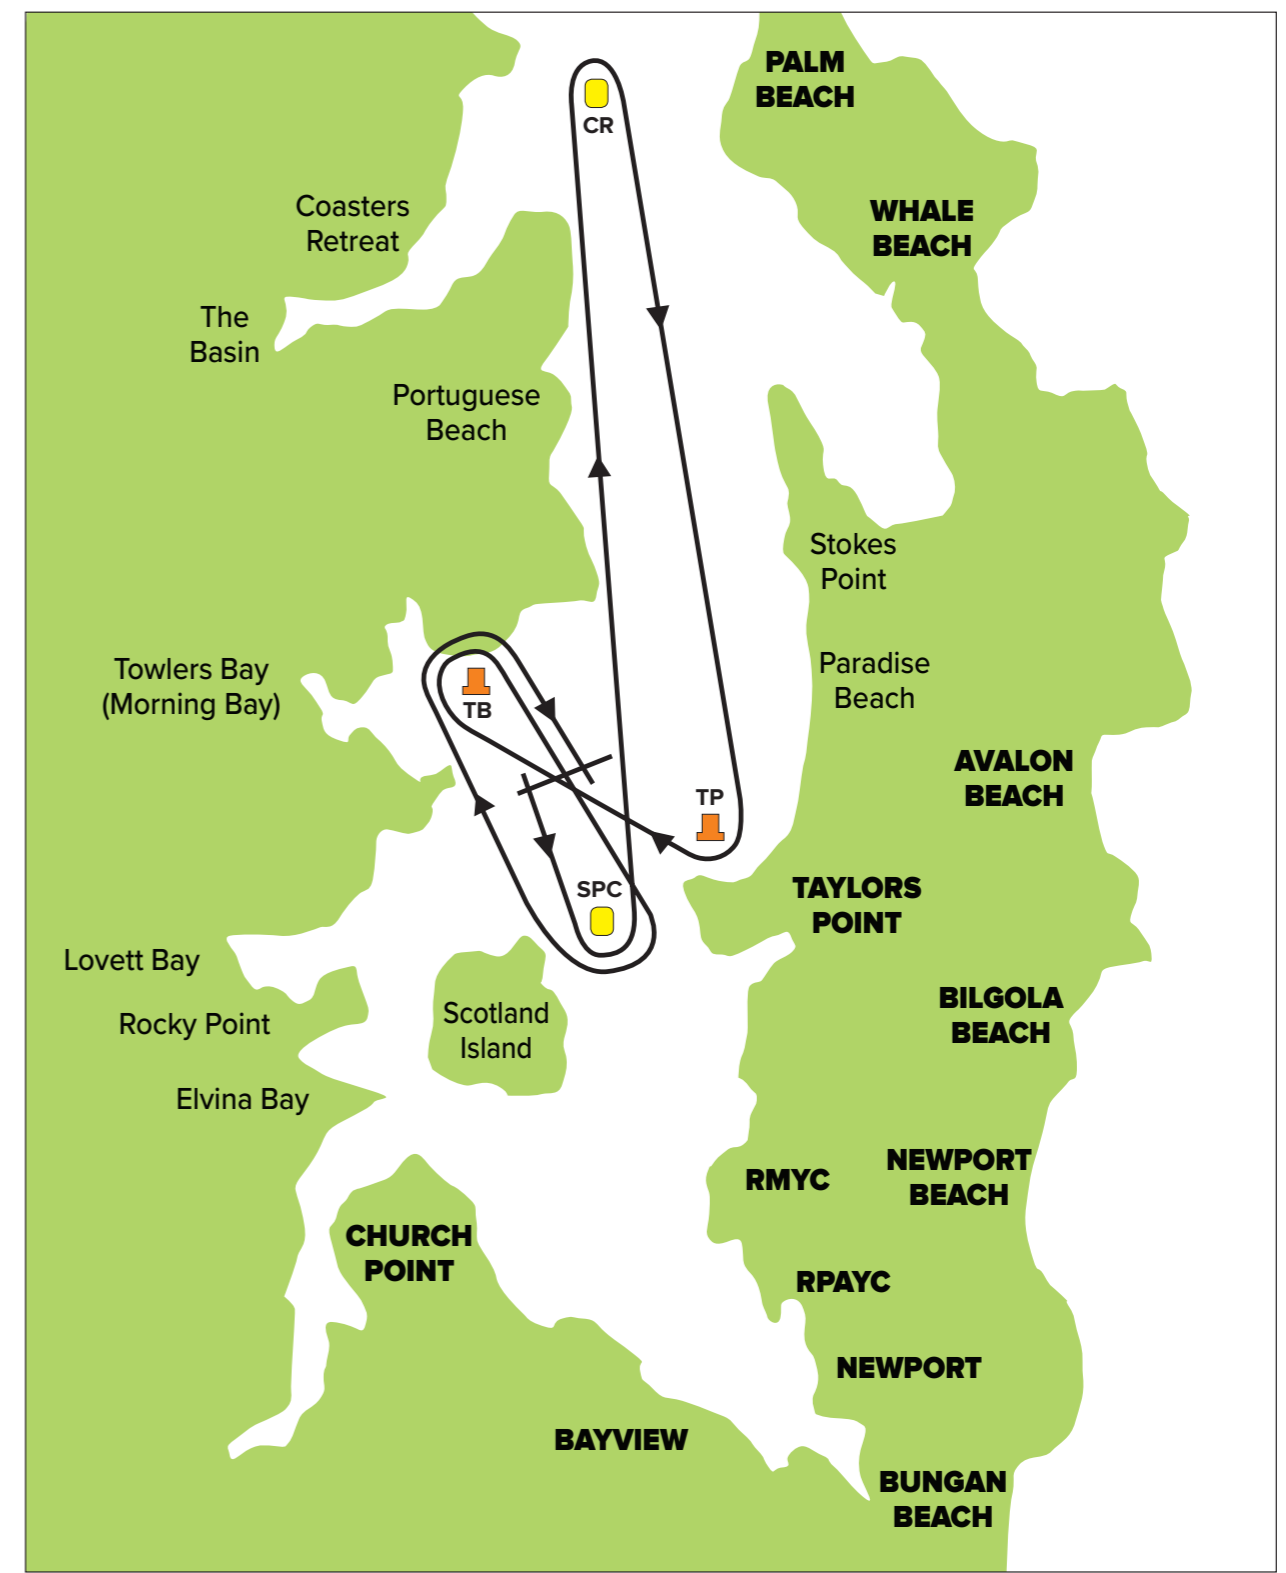 PALM
BEACH
CR
Coasters
Retreat
WHALE
BEACH
The
Basin
Portuguese
Beach
Stokes
Point
Towlers Bay
(Morning Bay)
Paradise
Beach
TB
AVALON
BEACH
TP
SPC
TAYLORS
POINT
Lovett Bay
BILGOLA
BEACH
Scotland
Island
Rocky Point
Elvina Bay
RMYC
NEWPORT
BEACH
CHURCH
POINT
RPAYC
NEWPORT
BAYVIEW
BUNGAN
BEACH